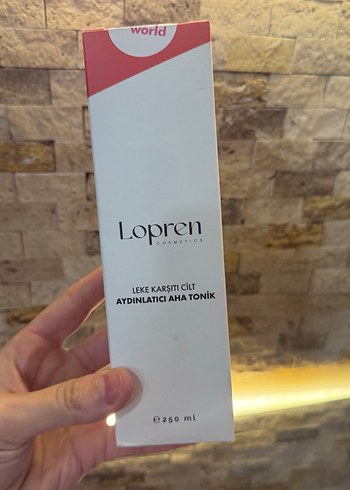 world
Lopren
COSMETICS
LEKE KARŞITI CİLT
AYDINLATICI AHA TONİK
℮250 ml